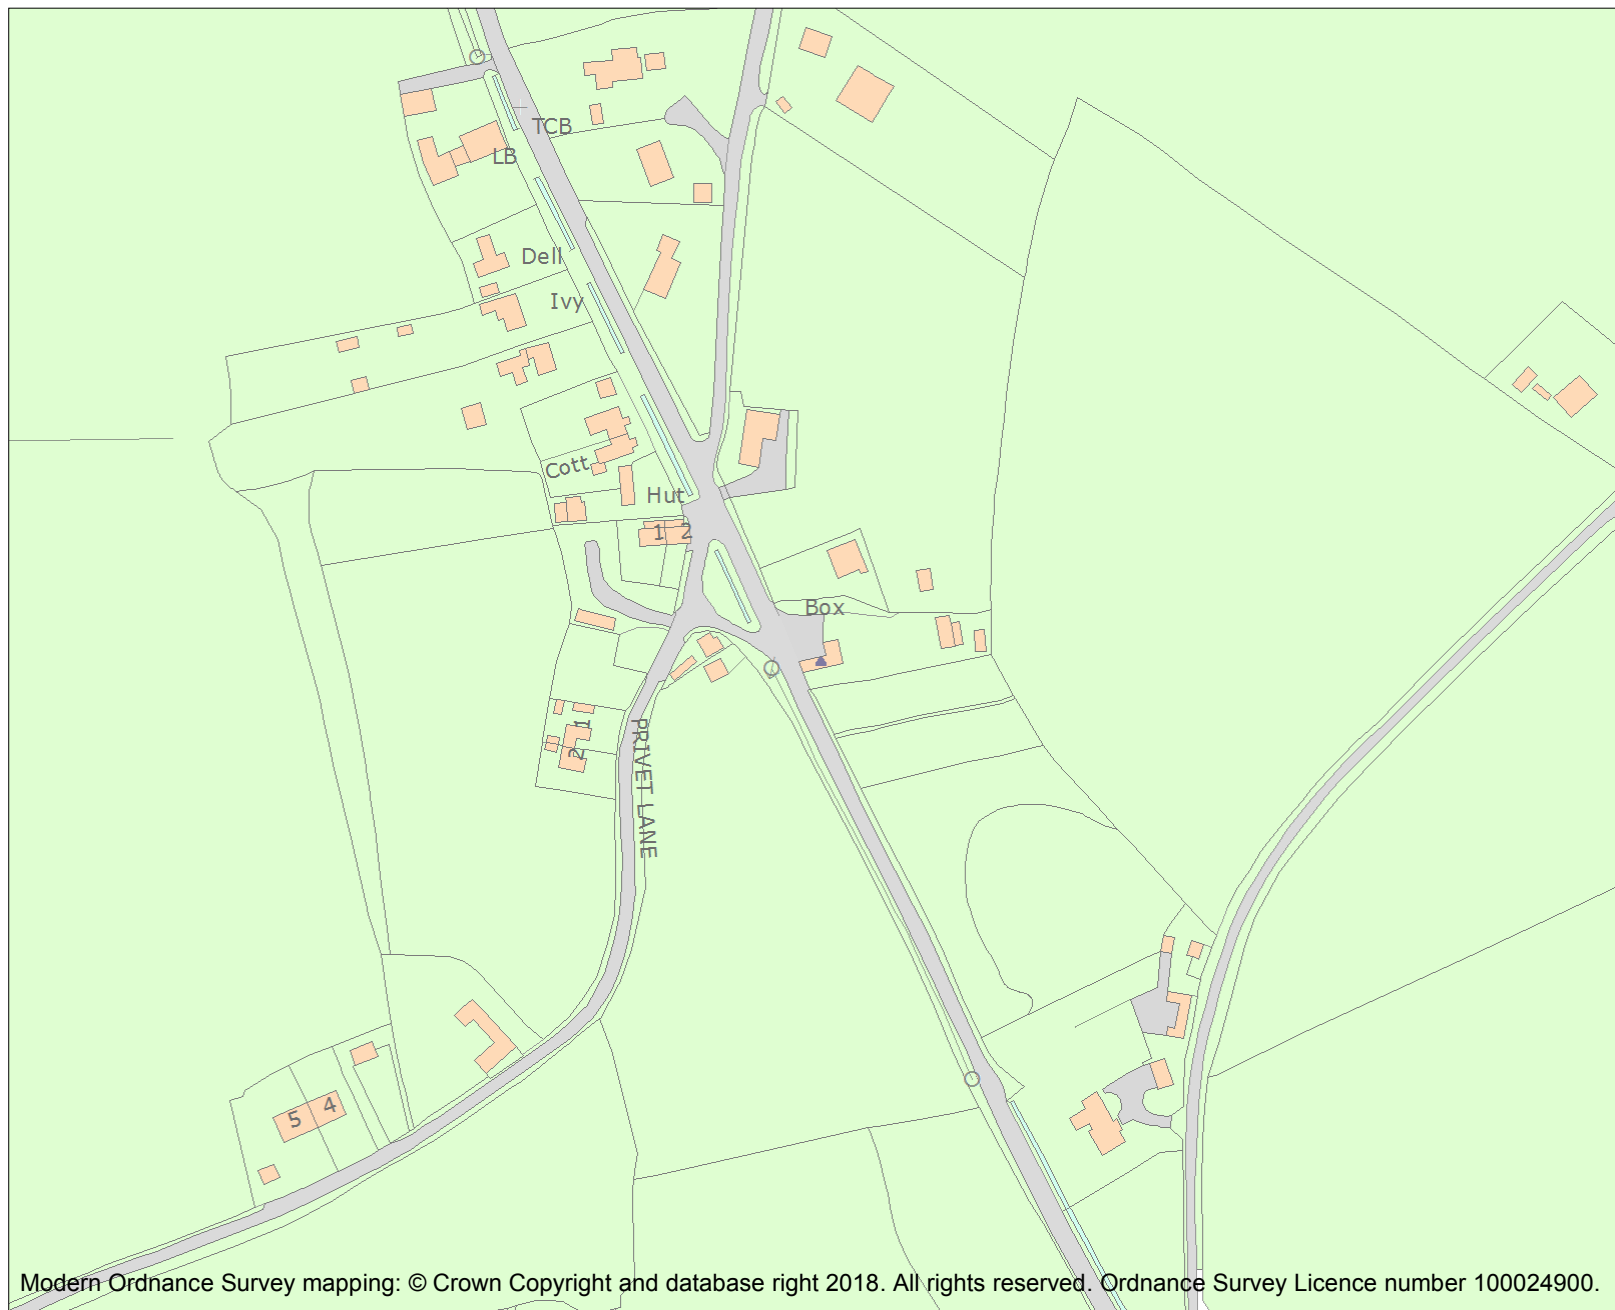 TCB
LB
Dell
Ivy
Cott
Hut
1 2
Box
1
2
PRIVET LANE
5 4
Modern Ordnance Survey mapping: © Crown Copyright and database right 2018. All rights reserved. Ordnance Survey Licence number 100024900.